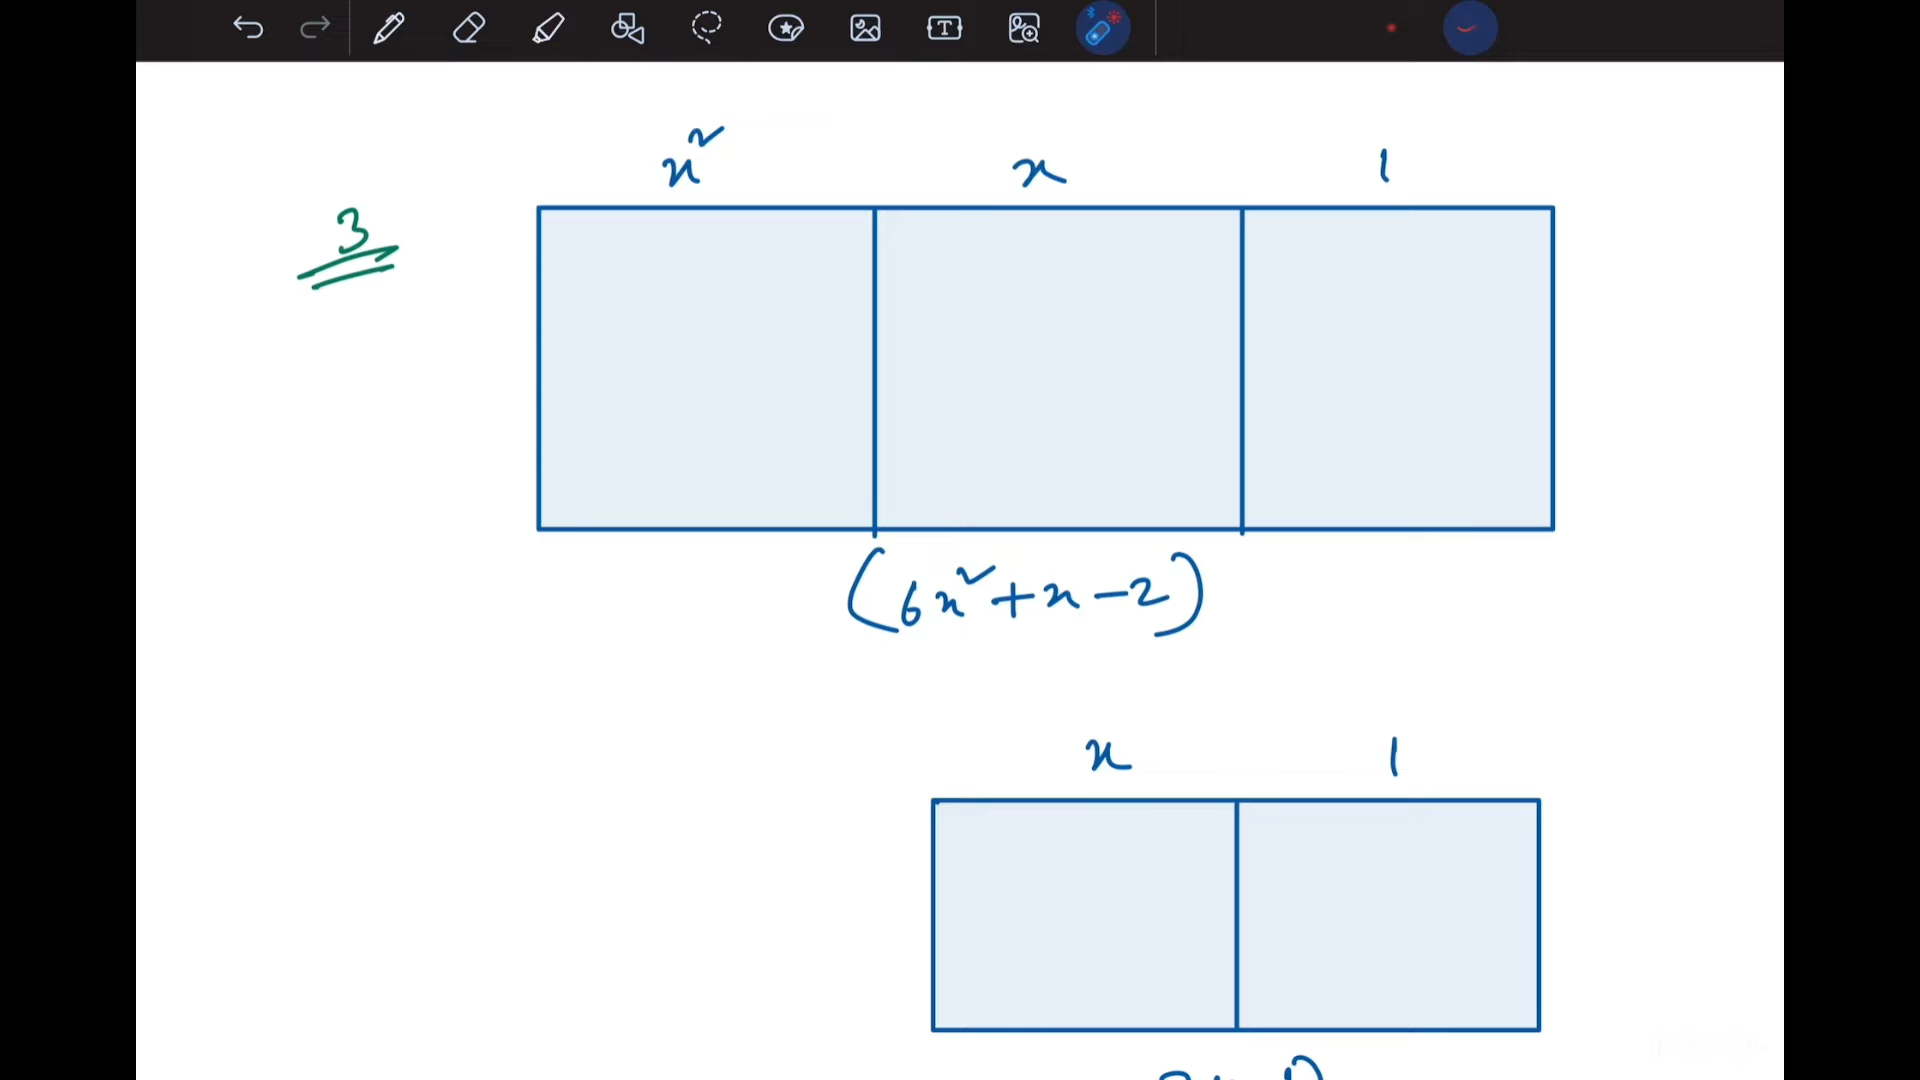 x² x 1
3
(6x²+x-2)
x 1